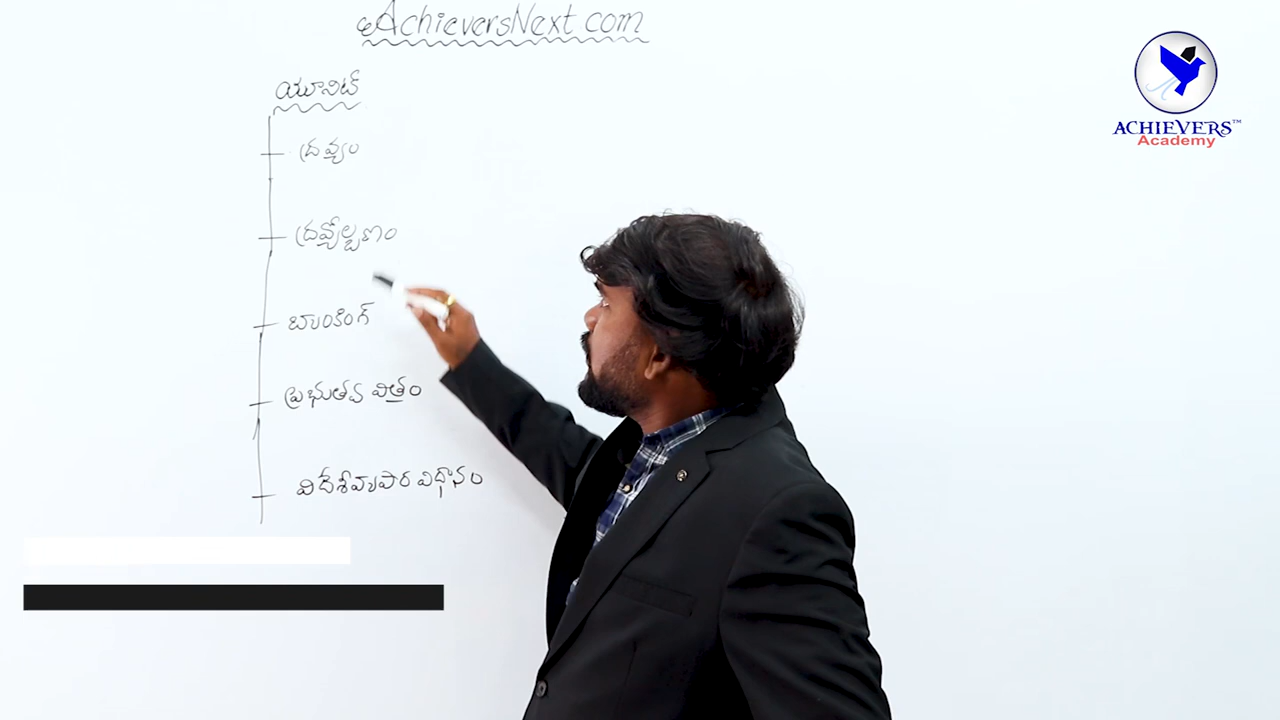 eAchieversNext.com
యూనిట్
ద్రవ్యం
ద్రవ్యోల్బణం
బ్యాంకింగ్
ప్రభుత్వ విత్తం
విదేశీవ్యాపార విధానం
ACHIEVERS™
Academy